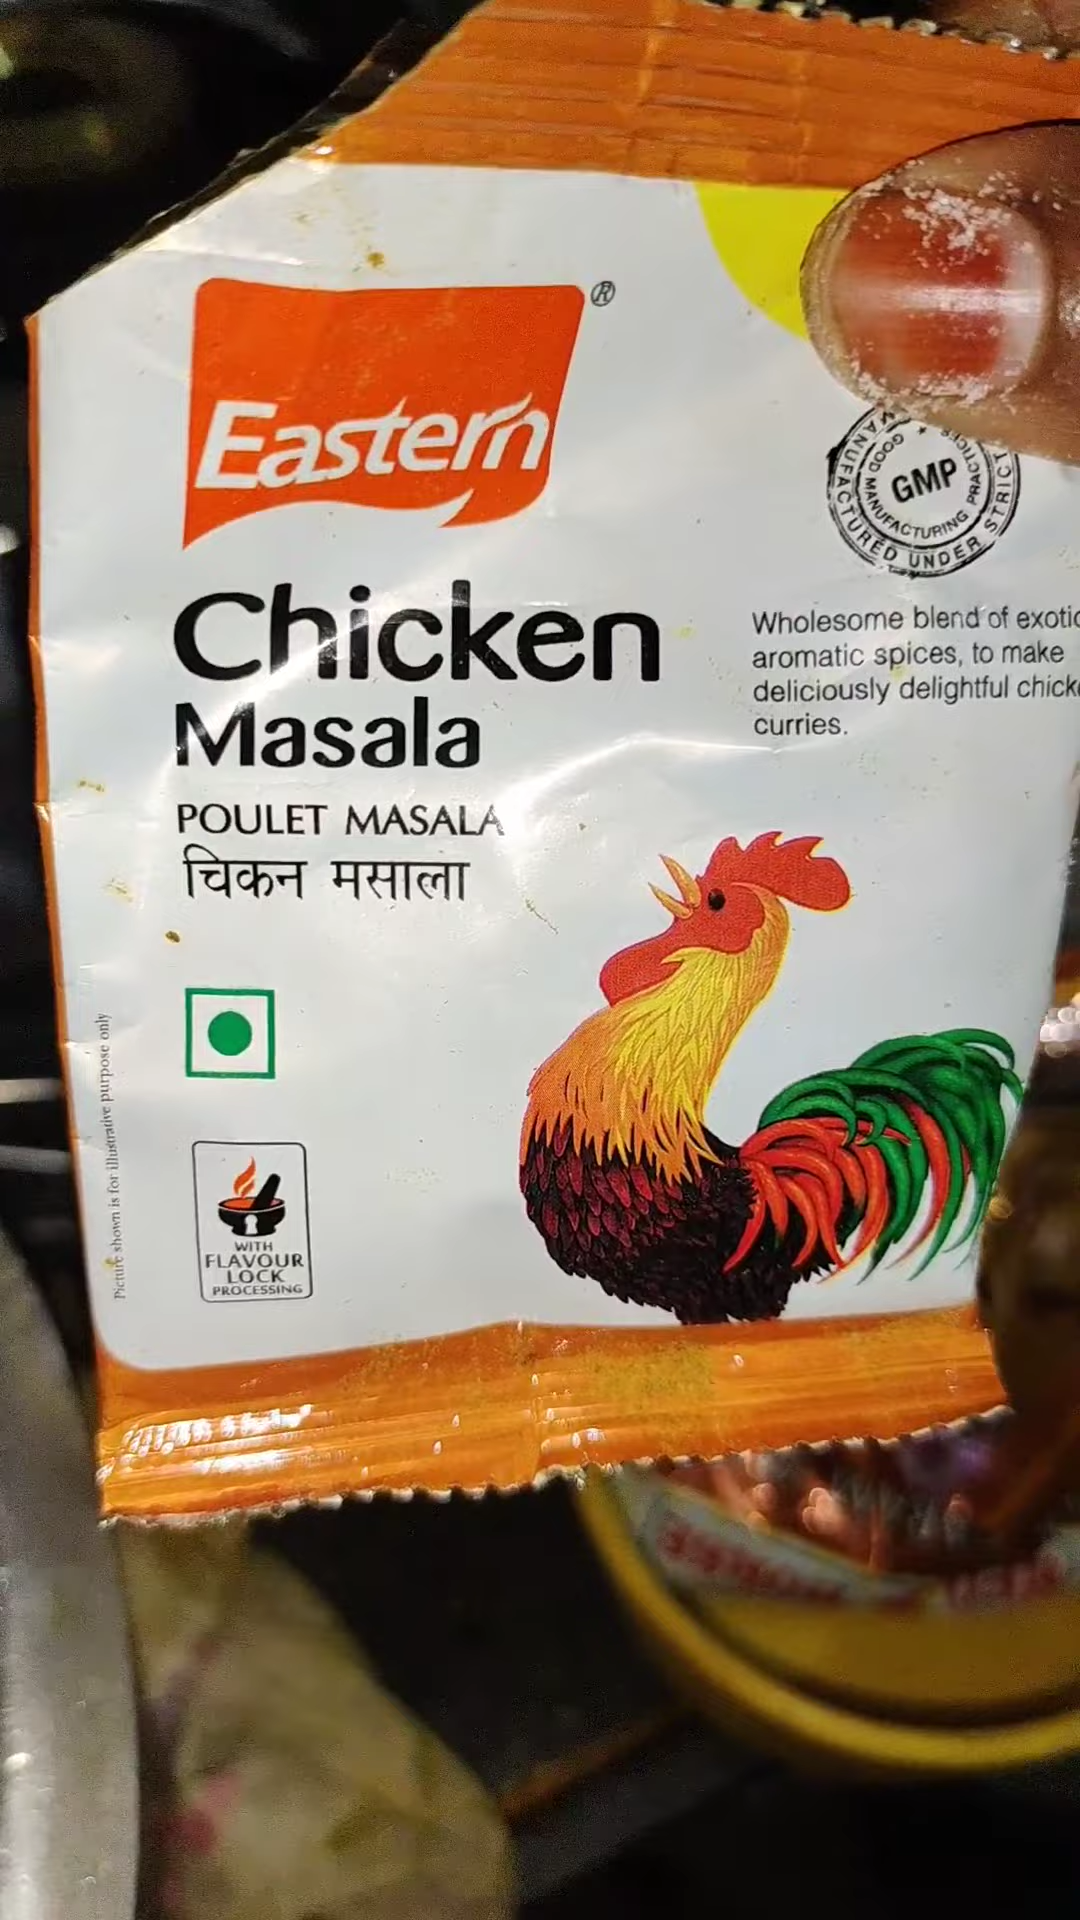 Eastern ®
Chicken
Masala
POULET MASALA
चिकन मसाला
GMP
GOOD MANUFACTURING PRACTICES
MANUFACTURED UNDER STRICT
Wholesome blend of exotic
aromatic spices, to make
deliciously delightful
curries.
Picture shown is for illustrative purpose only
WITH
FLAVOUR
LOCK
PROCESSING